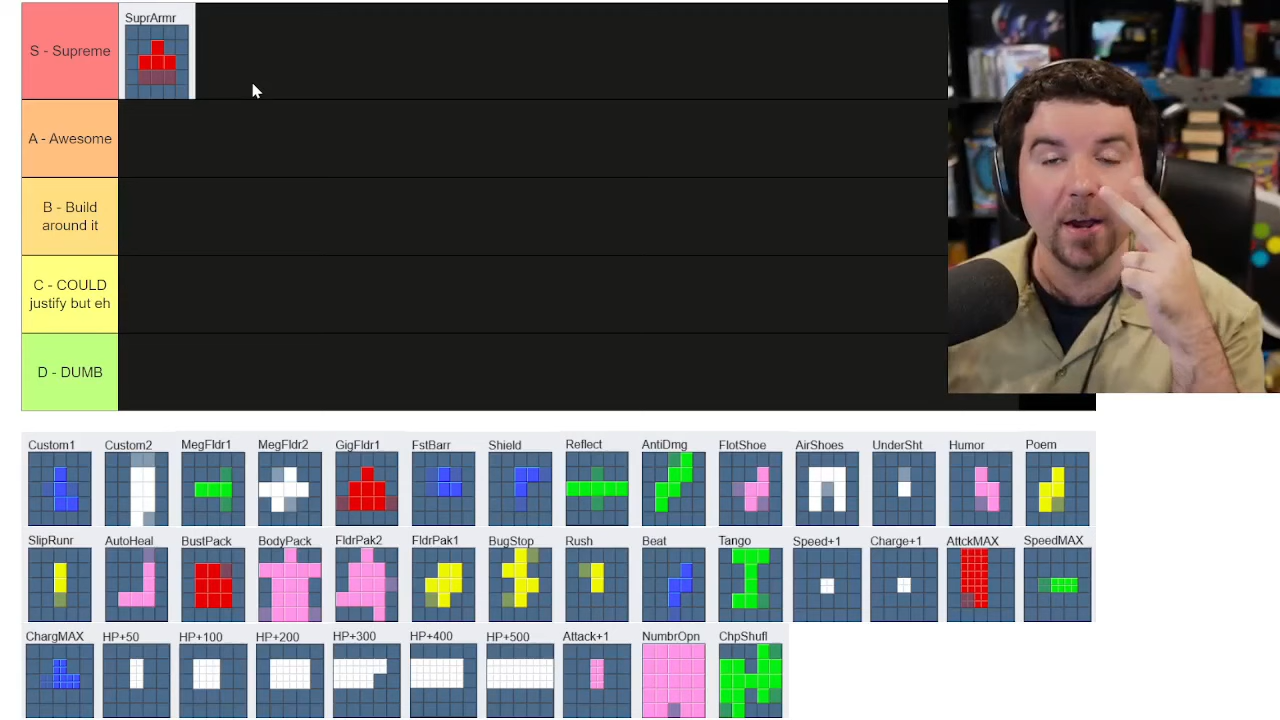 S - Supreme
SuprArmr
A - Awesome
B - Build
around it
C - COULD
justify but eh
D - DUMB
Custom1 Custom2 MegFldr1 MegFldr2 GigFldr1 FstBarr Shield Reflect AntiDmg FlotShoe AirShoes UnderSht Humor Poem
SlipRunr AutoHeal BustPack BodyPack FldrPak2 FldrPak1 BugStop Rush Beat Tango Speed+1 Charge+1 AttckMAX SpeedMAX
ChargMAX HP+50 HP+100 HP+200 HP+300 HP+400 HP+500 Attack+1 NumbrOpn ChpShufl